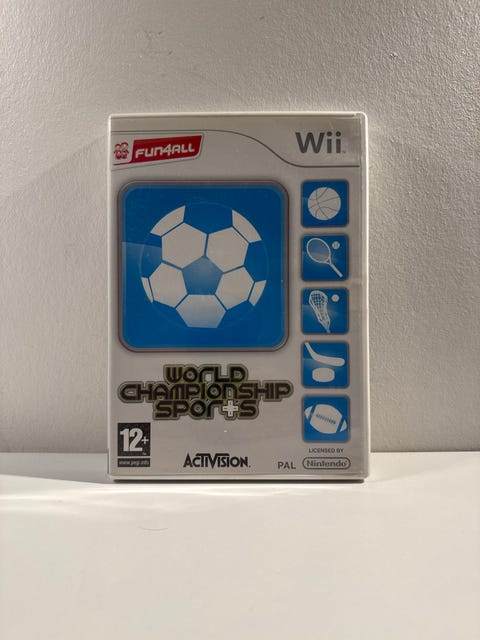 FUN4ALL
Wii
WORLD
CHAMPIONSHIP
SPORTS
12+
www.pegi.info
ACTIVISION.
PAL
LICENSED BY
Nintendo